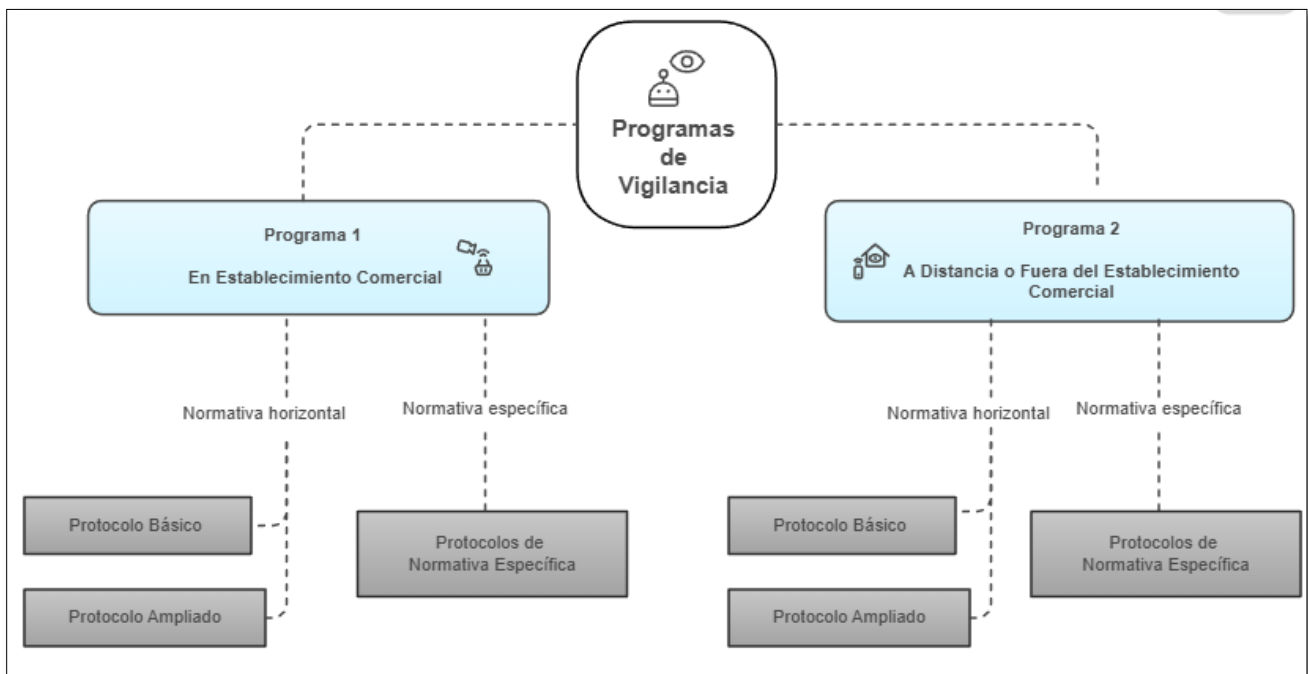 Programas
de
Vigilancia
Programa 1
En Establecimiento Comercial
Programa 2
A Distancia o Fuera del Establecimiento
Comercial
Normativa horizontal
Normativa específica
Normativa horizontal
Normativa específica
Protocolo Básico
Protocolos de
Normativa Específica
Protocolo Ampliado
Protocolo Básico
Protocolos de
Normativa Específica
Protocolo Ampliado